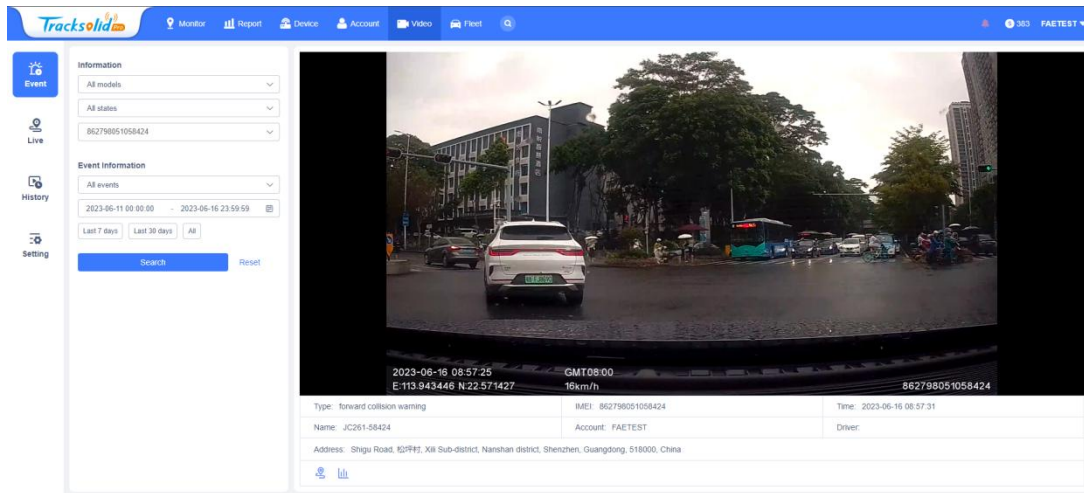 Tracksolid Pro
Monitor Report Device Account Video Fleet 383 FAETEST
Event
Live
History
Setting
Information
All models
All states
862798051058424
Event Information
All events
2023-06-11 00:00:00 - 2023-06-16 23:59:59
Last 7 days Last 30 days All
Search Reset
2023-06-16 08:57:25 GMT08:00
E:113.943446 N:22.571427 16km/h 862798051058424
Type: forward collision warning IMEI: 862798051058424 Time: 2023-06-16 08:57:31
Name: JC261-58424 Account: FAETEST Driver:
Address: Shigu Road, 松坪村, Xili Sub-district, Nanshan district, Shenzhen, Guangdong, 518000, China